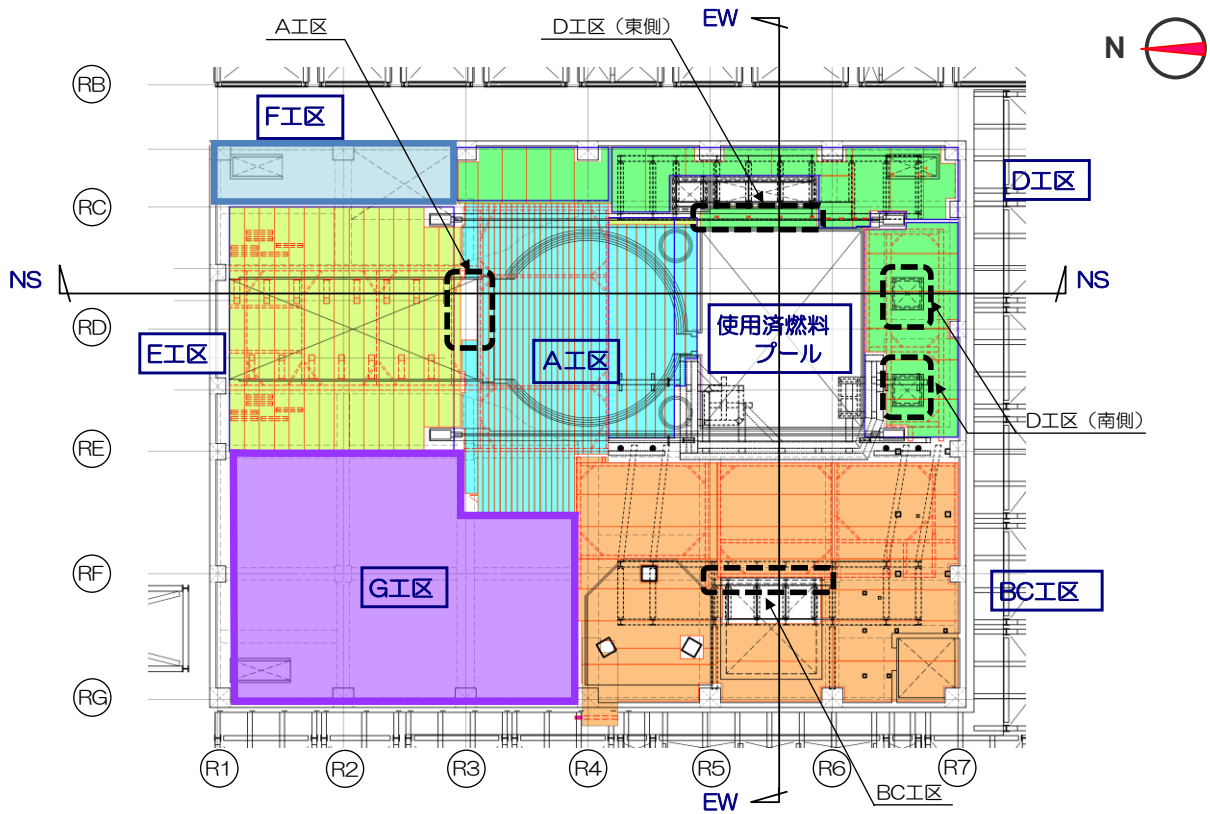 EW
A工区
D工区（東側）
N
RB
F工区
D工区
RC
NS
NS
RD
E工区
A工区
使用済燃料
プール
D工区（南側）
RE
RF
G工区
BC工区
RG
R1
R2
R3
R4
R5
R6
R7
EW
BC工区